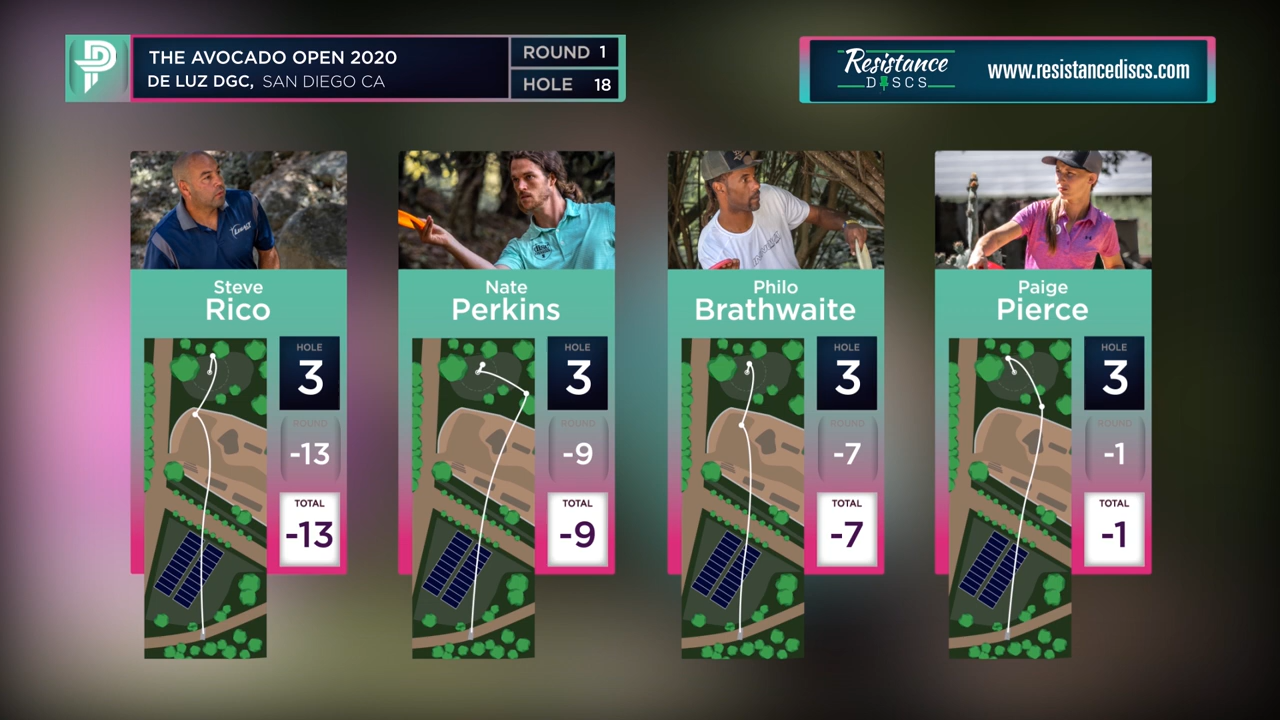 THE AVOCADO OPEN 2020
DE LUZ DGC, SAN DIEGO CA
ROUND 1
HOLE 18
Resistance
DISCS
www.resistancediscs.com
Steve
Rico
HOLE
3
ROUND
-13
TOTAL
-13
Nate
Perkins
HOLE
3
ROUND
-9
TOTAL
-9
Philo
Brathwaite
HOLE
3
ROUND
-7
TOTAL
-7
Paige
Pierce
HOLE
3
ROUND
-1
TOTAL
-1